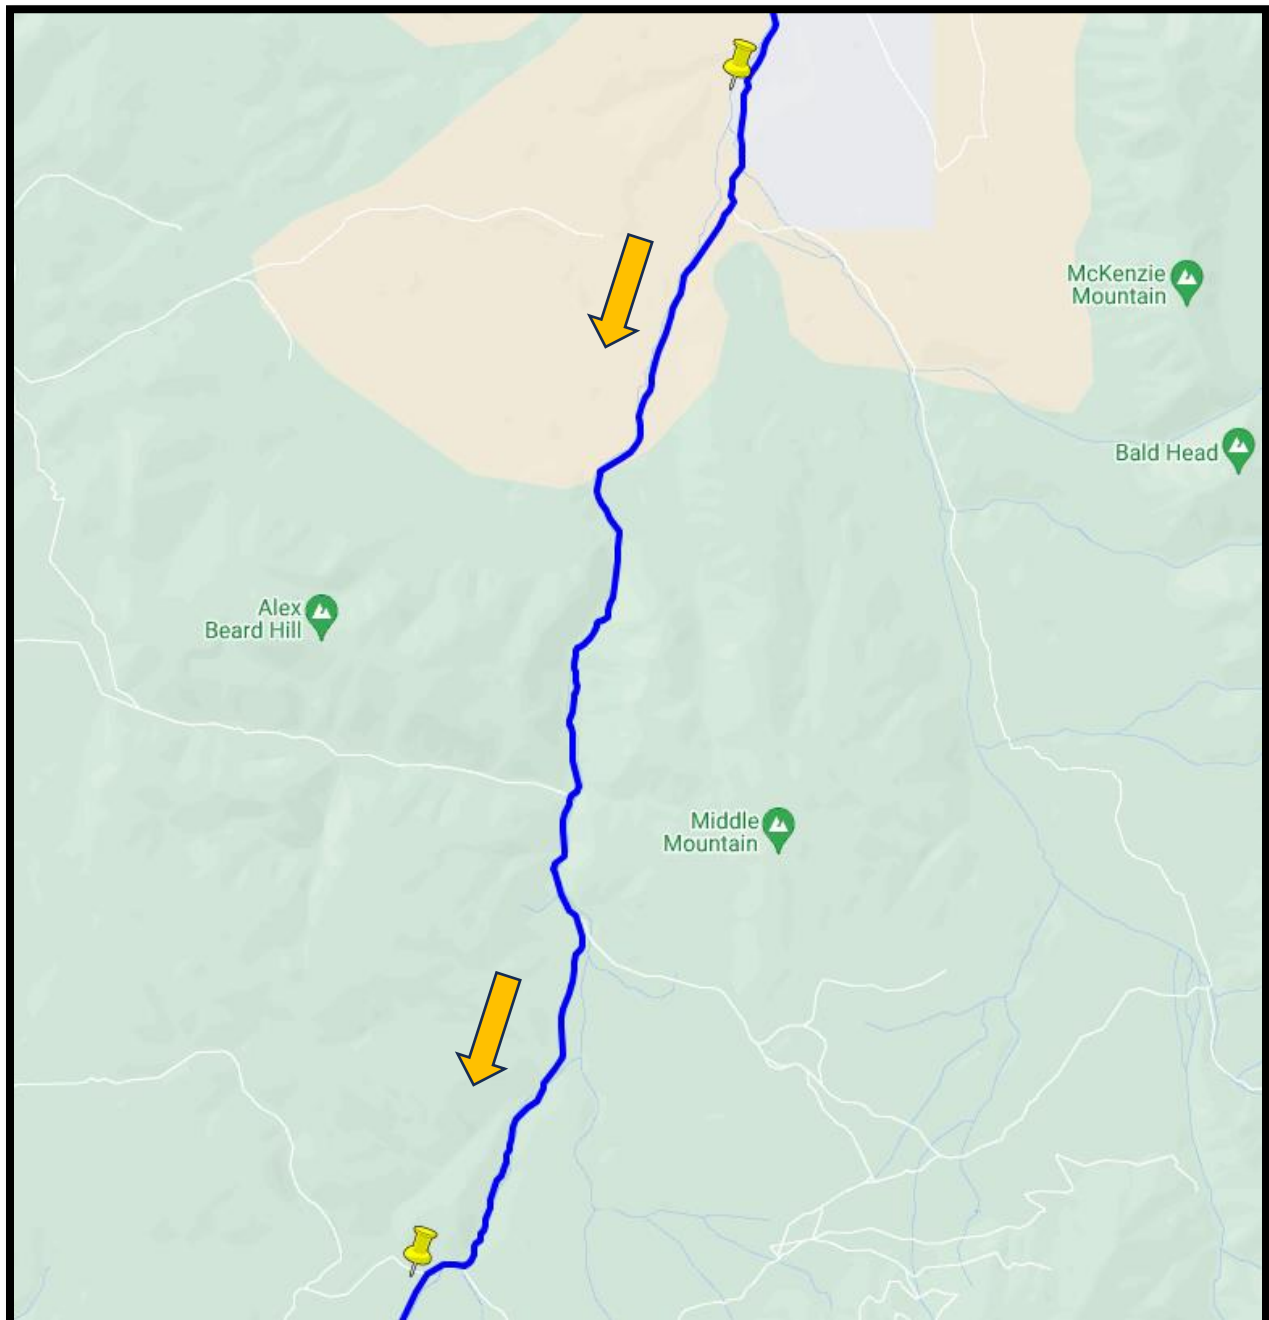 McKenzie
Mountain
Bald Head
Alex
Beard Hill
Middle
Mountain